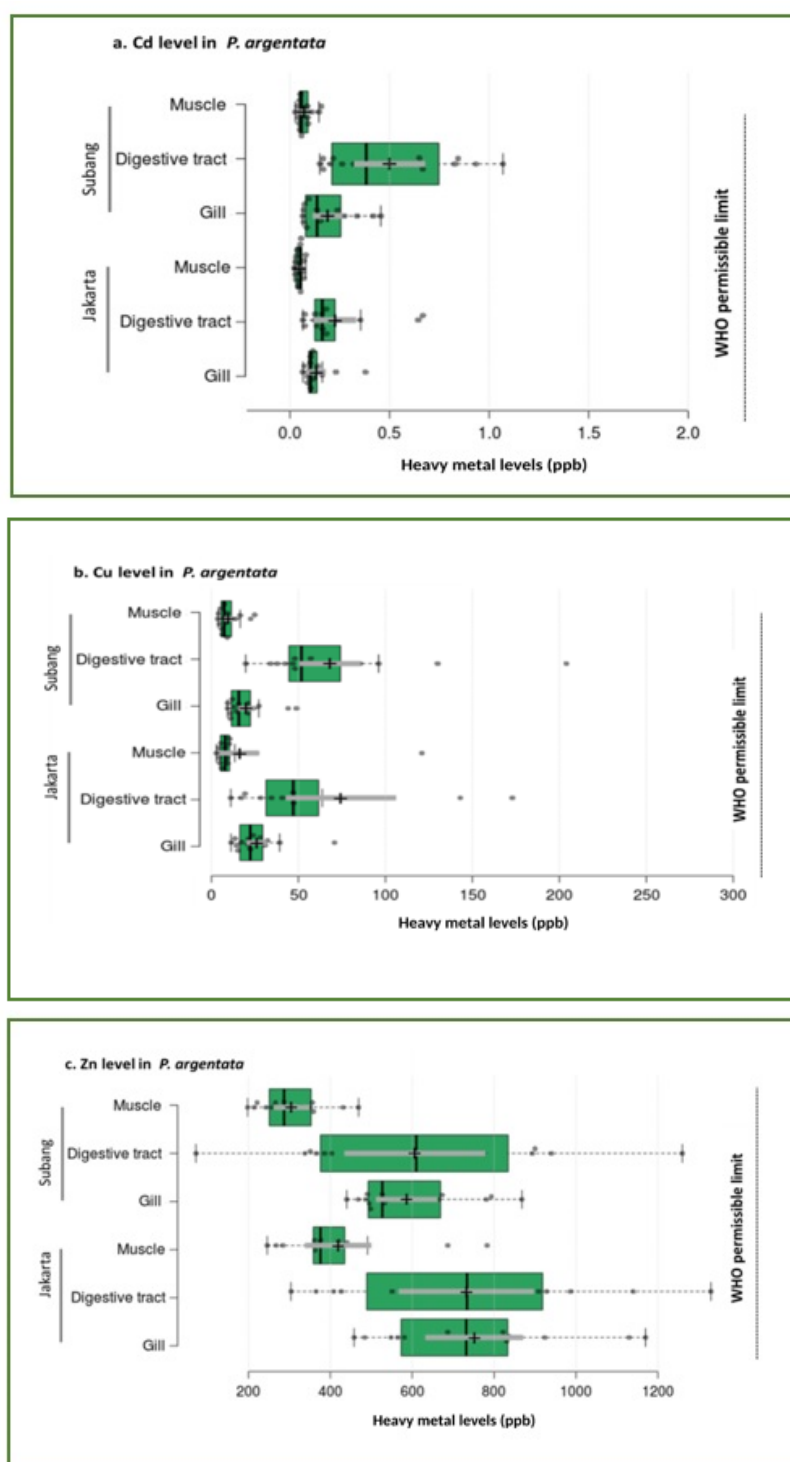 a. Cd level in P. argentata
Subang
Muscle
Digestive tract
Gill
Jakarta
Muscle
Digestive tract
Gill
WHO permissible limit
0.0 0.5 1.0 1.5 2.0
Heavy metal levels (ppb)
b. Cu level in P. argentata
Subang
Muscle
Digestive tract
Gill
Jakarta
Muscle
Digestive tract
Gill
WHO permissible limit
0 50 100 150 200 250 300
Heavy metal levels (ppb)
c. Zn level in P. argentata
Subang
Muscle
Digestive tract
Gill
Jakarta
Muscle
Digestive tract
Gill
WHO permissible limit
200 400 600 800 1000 1200
Heavy metal levels (ppb)